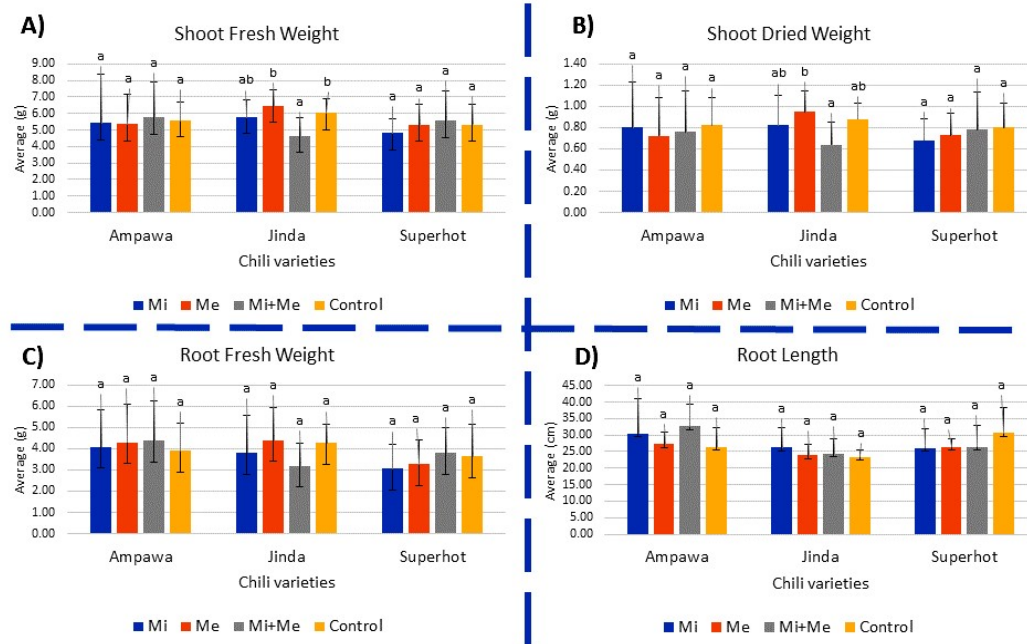 A)
Shoot Fresh Weight
Average (g)
9.00
8.00
7.00
6.00
5.00
4.00
3.00
2.00
1.00
0.00
a a a a ab b a b a a a a
Ampawa Jinda Superhot
Chili varieties
Mi Me Mi+Me Control
B)
Shoot Dried Weight
Average (g)
1.40
1.20
1.00
0.80
0.60
0.40
0.20
0.00
a a a a ab b a ab a a a a
Ampawa Jinda Superhot
Chili varieties
Mi Me Mi+Me Control
C)
Root Fresh Weight
Average (g)
7.00
6.00
5.00
4.00
3.00
2.00
1.00
0.00
a a a a a a a a a a a a
Ampawa Jinda Superhot
Chili varieties
Mi Me Mi+Me Control
D)
Root Length
Average (cm)
45.00
40.00
35.00
30.00
25.00
20.00
15.00
10.00
5.00
0.00
a a a a a a a a a a a a
Ampawa Jinda Superhot
Chili varieties
Mi Me Mi+Me Control